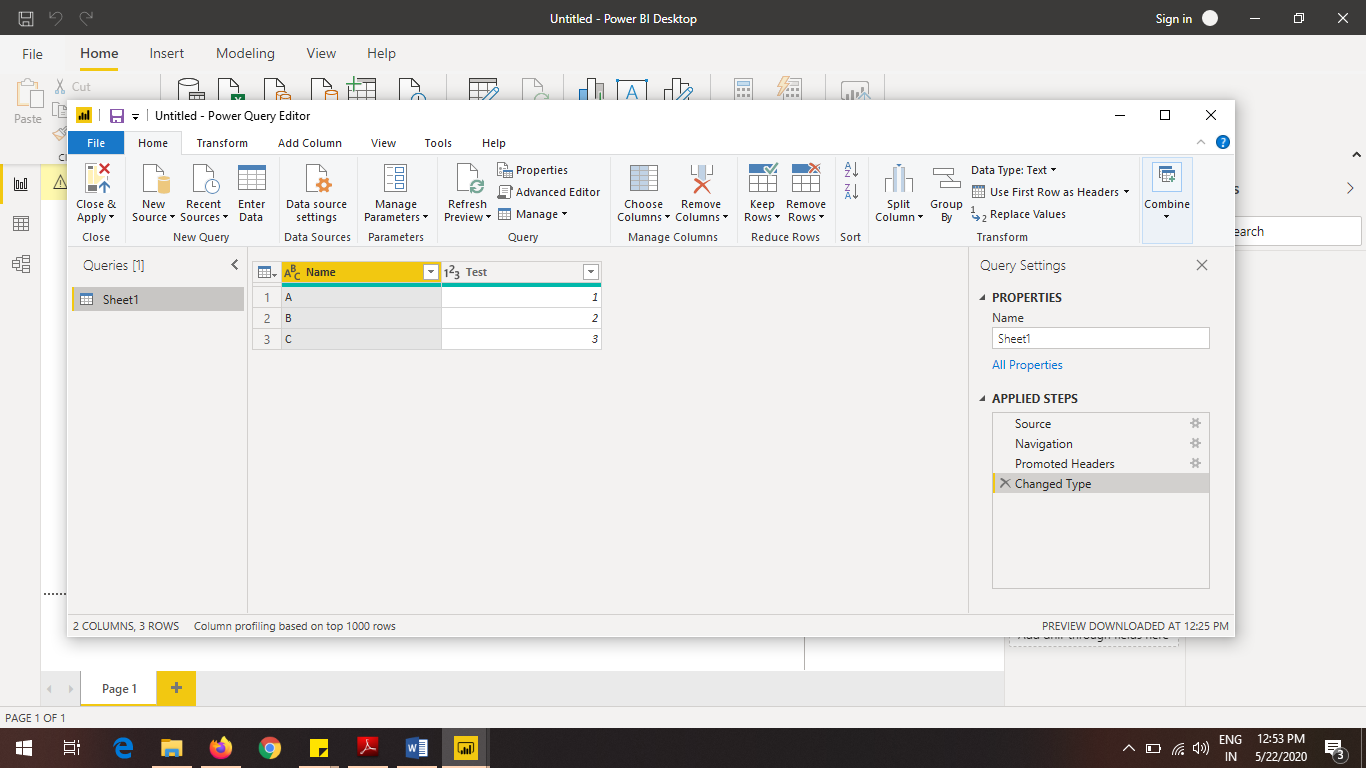 Untitled - Power BI Desktop
Sign in
File
Home
Insert
Modeling
View
Help
Cut
Paste
Untitled - Power Query Editor
File
Home
Transform
Add Column
View
Tools
Help
Close &
Apply
New
Source
Recent
Sources
Enter
Data
Data source
settings
Manage
Parameters
Refresh
Preview
Properties
Advanced Editor
Manage
Choose
Columns
Remove
Columns
Keep
Rows
Remove
Rows
Split
Column
Group
By
Data Type: Text
Use First Row as Headers
Replace Values
Combine
Close
New Query
Data Sources
Parameters
Query
Manage Columns
Reduce Rows
Sort
Transform
earch
Queries [1]
Sheet1
ABC Name
123 Test
1 A 1
2 B 2
3 C 3
Query Settings
PROPERTIES
Name
Sheet1
All Properties
APPLIED STEPS
Source
Navigation
Promoted Headers
Changed Type
2 COLUMNS, 3 ROWS
Column profiling based on top 1000 rows
PREVIEW DOWNLOADED AT 12:25 PM
Page 1
PAGE 1 OF 1
ENG
IN
12:53 PM
5/22/2020
3